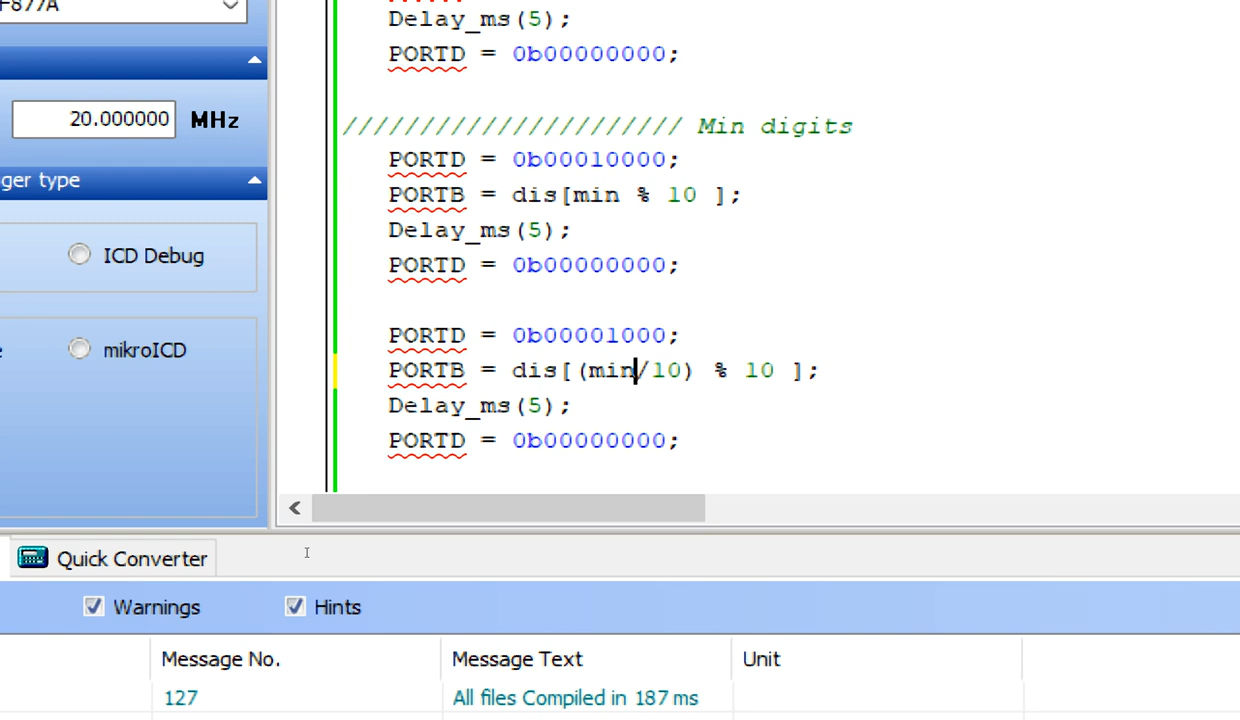 F877A
Delay_ms(5);
PORTD = 0b00000000;
20.000000 MHz
////////////////////// Min digits
PORTD = 0b00010000;
ger type
PORTB = dis[min % 10 ];
Delay_ms(5);
ICD Debug
PORTD = 0b00000000;
PORTD = 0b00001000;
mikroICD
PORTB = dis[(min/10) % 10 ];
Delay_ms(5);
PORTD = 0b00000000;
Quick Converter
Warnings Hints
Message No. Message Text Unit
127 All files Compiled in 187 ms